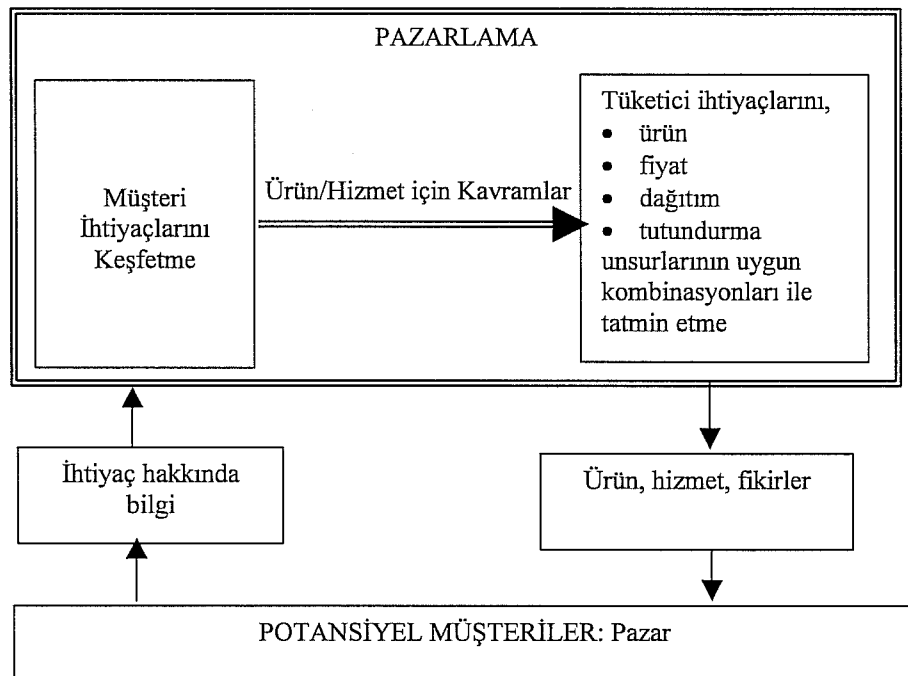 PAZARLAMA
Müşteri
İhtiyaçlarını
Keşfetme
Ürün/Hizmet için Kavramlar
Tüketici ihtiyaçlarını,
• ürün
• fiyat
• dağıtım
• tutundurma
unsurlarının uygun
kombinasyonları ile
tatmin etme
İhtiyaç hakkında
bilgi
Ürün, hizmet, fikirler
POTANSİYEL MÜŞTERİLER: Pazar